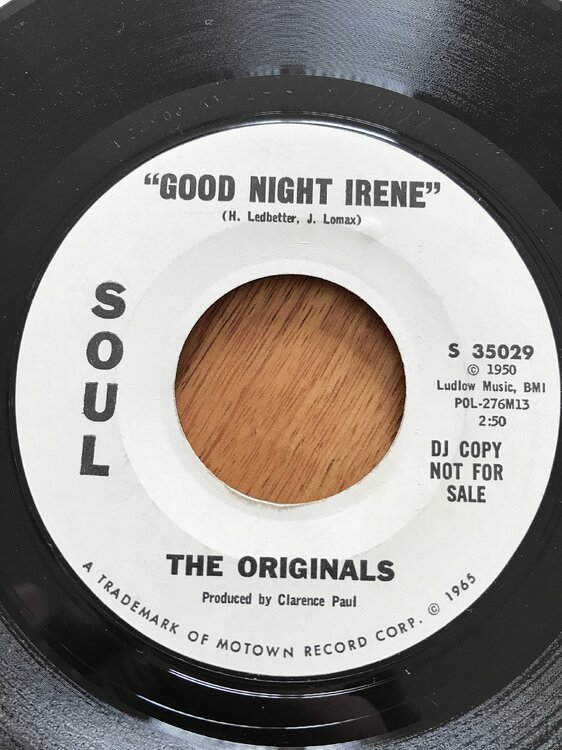 "GOOD NIGHT IRENE"
(H. Ledbetter, J. Lomax)
SOUL
S 35029
© 1950
Ludlow Music, BMI
POL-276M13
2:50
DJ COPY
NOT FOR
SALE
THE ORIGINALS
Produced by Clarence Paul
A TRADEMARK OF MOTOWN RECORD CORP. © 1965